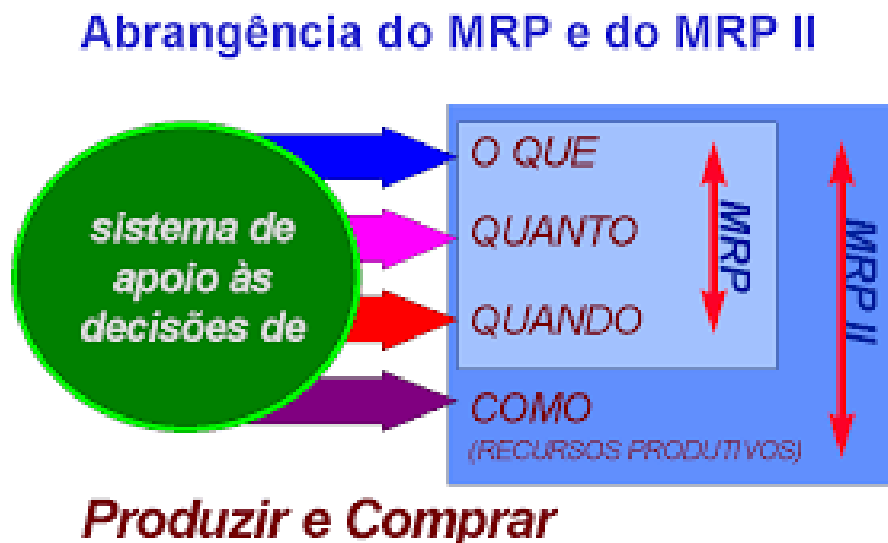 Abrangência do MRP e do MRP II
sistema de
apoio às
decisões de
O QUE
QUANTO
QUANDO
COMO
(RECURSOS PRODUTIVOS)
MRP
MRP II
Produzir e Comprar